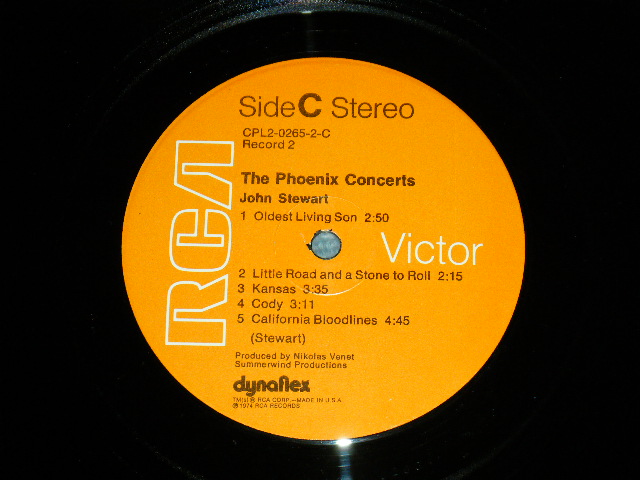 Side C Stereo
CPL2-0265-2-C
Record 2
RCA
The Phoenix Concerts
John Stewart
1 Oldest Living Son 2:50
Victor
2 Little Road and a Stone to Roll 2:15
3 Kansas 3:35
4 Cody 3:11
5 California Bloodlines 4:45
(Stewart)
Produced by Nikolas Venet
Summerwind Productions
dynaflex
TM(s) ® RCA CORP.—MADE IN U.S.A.
℗ 1974 RCA RECORDS